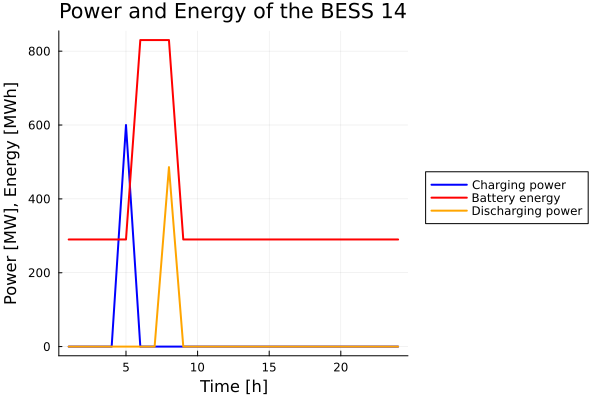 Power and Energy of the BESS 14
Power [MW], Energy [MWh]
800
600
400
200
0
5
10
15
20
Time [h]
Charging power
Battery energy
Discharging power